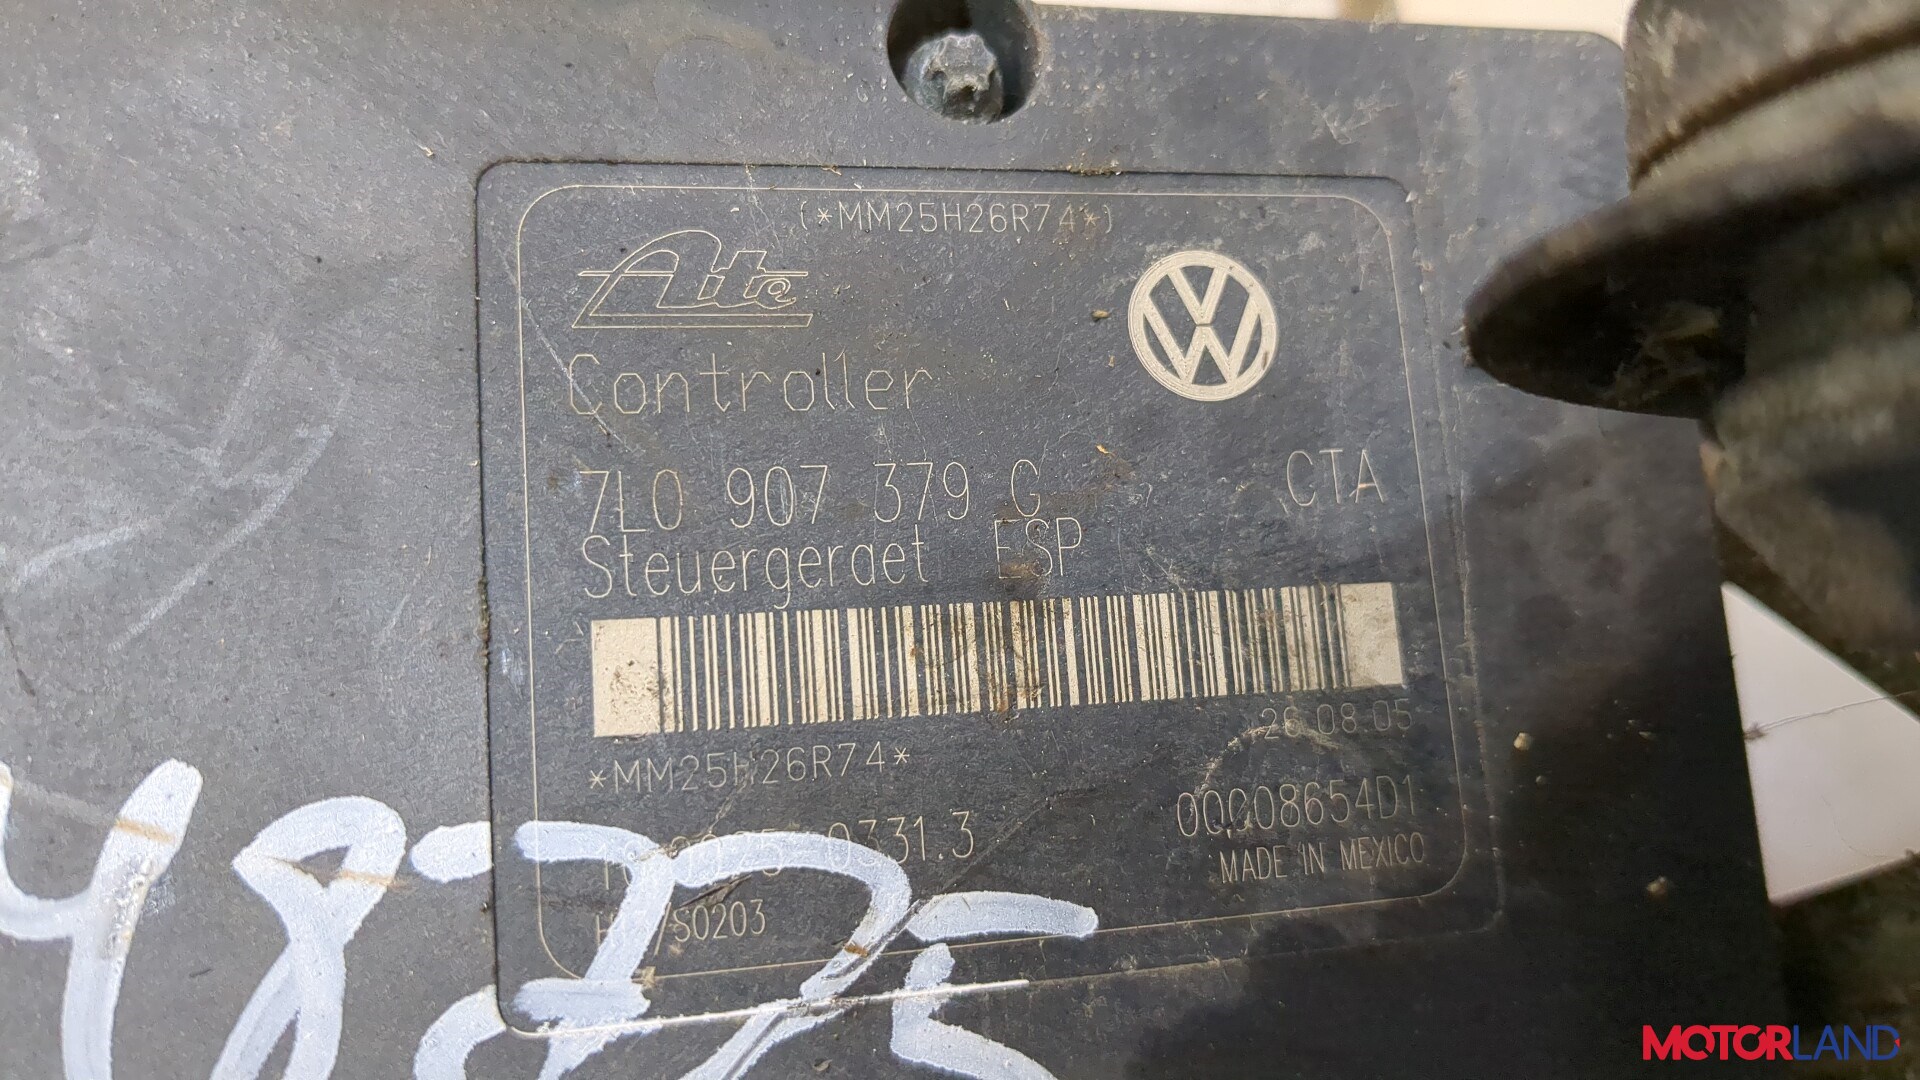 (*MM25H26R74*)
Ate
Controller
7L0 907 379 G CTA
Steuergeraet ESP
26.08.05
*MM25H26R74*
00008654D1
0331.3
MADE IN MEXICO
S0203
MOTORLAND